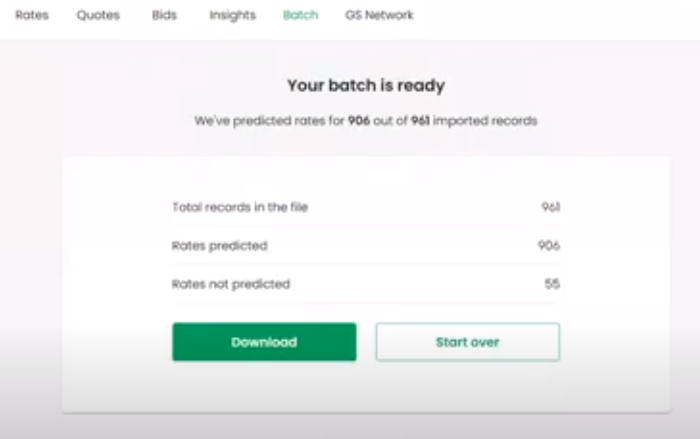 Rates Quotes Bids Insights Batch GS Network
Your batch is ready
We've predicted rates for 906 out of 961 imported records
Total records in the file 961
Rates predicted 906
Rates not predicted 55
Download Start over